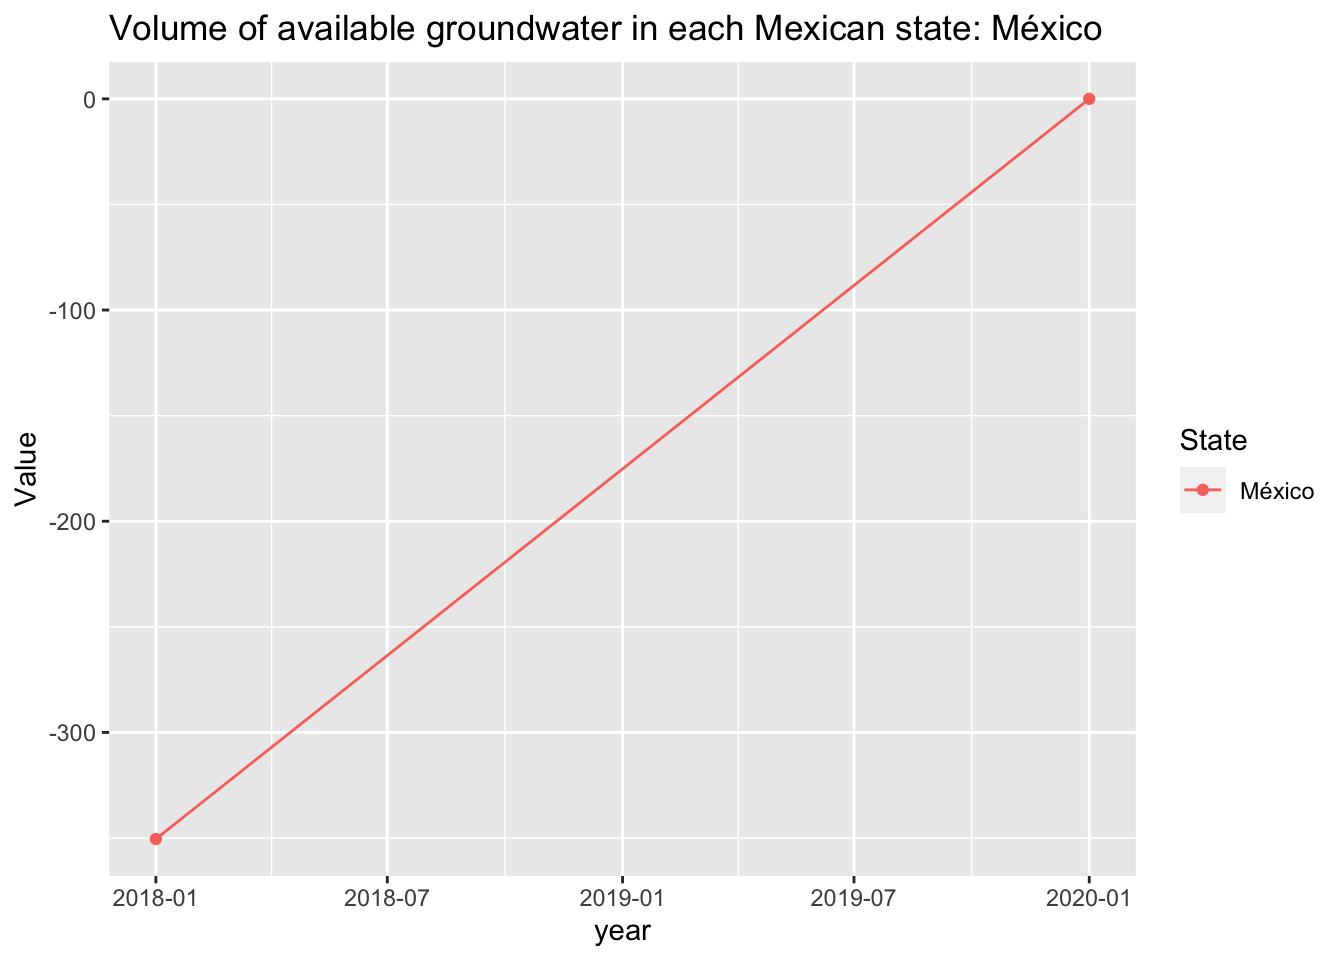 Volume of available groundwater in each Mexican state: México
0
-100
-200
-300
Value
2018-01
2018-07
2019-01
2019-07
2020-01
year
State
México